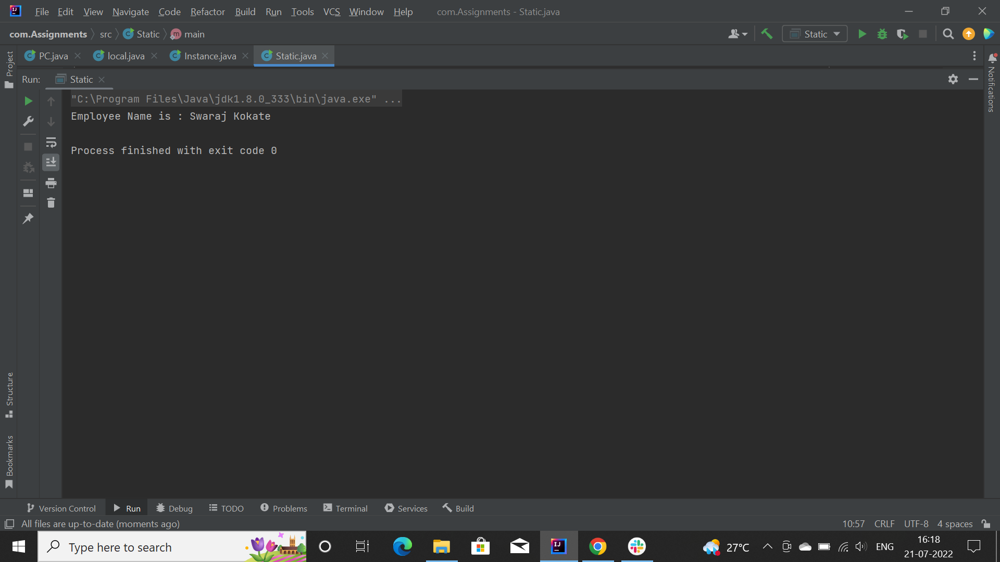 File Edit View Navigate Code Refactor Build Run Tools VCS Window Help com.Assignments - Static.java
com.Assignments src Static main Static
PC.java local.java Instance.java Static.java
Project
Notifications
Run: Static
"C:\Program Files\Java\jdk1.8.0_333\bin\java.exe" ...
Employee Name is : Swaraj Kokate
Process finished with exit code 0
Structure
Bookmarks
Version Control Run Debug TODO Problems Terminal Services Build
All files are up-to-date (moments ago) 10:57 CRLF UTF-8 4 spaces
Type here to search 27°C ENG 16:18
21-07-2022